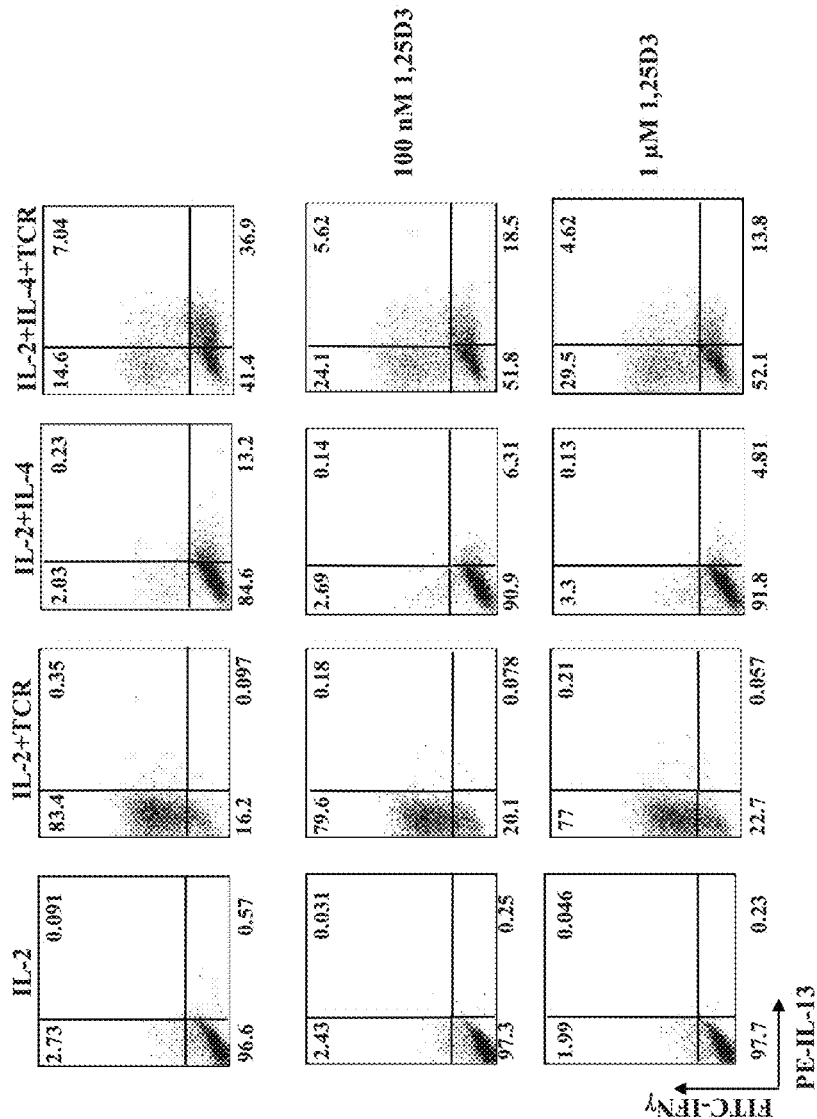 IL-2 IL-2+TCR IL-2+IL-4 IL-2+IL-4+TCR
2.73 0.091 83.4 0.35 2.03 0.23 14.6 7.04
96.6 0.57 16.2 0.097 84.6 13.2 41.4 36.9
2.43 0.031 79.6 0.18 2.69 0.14 24.1 5.62
100 nM 1,25D3
97.3 0.25 20.1 0.078 90.9 6.31 51.8 18.5
1.99 0.046 77 0.21 3.3 0.13 29.5 4.62
1 µM 1,25D3
97.7 0.23 22.7 0.057 91.8 4.81 52.1 13.8
FITC-IFNγ
PE-IL-13